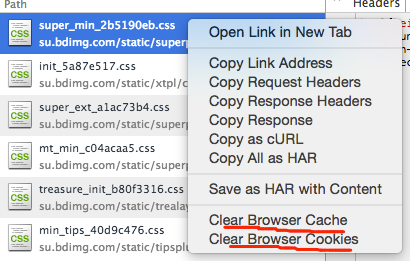 Path
Headers
super_min_2b5190eb.css
su.bdimg.com/static/superp
init_5a87e517.css
su.bdimg.com/static/xtpl/c
super_ext_a1ac73b4.css
su.bdimg.com/static/superp
mt_min_c04acaa5.css
su.bdimg.com/static/superp
treasure_init_b80f3316.css
su.bdimg.com/static/trealay
min_tips_40d9c476.css
su.bdimg.com/static/tipsplu
Open Link in New Tab
Copy Link Address
Copy Request Headers
Copy Response Headers
Copy Response
Copy as cURL
Copy All as HAR
Save as HAR with Content
Clear Browser Cache
Clear Browser Cookies